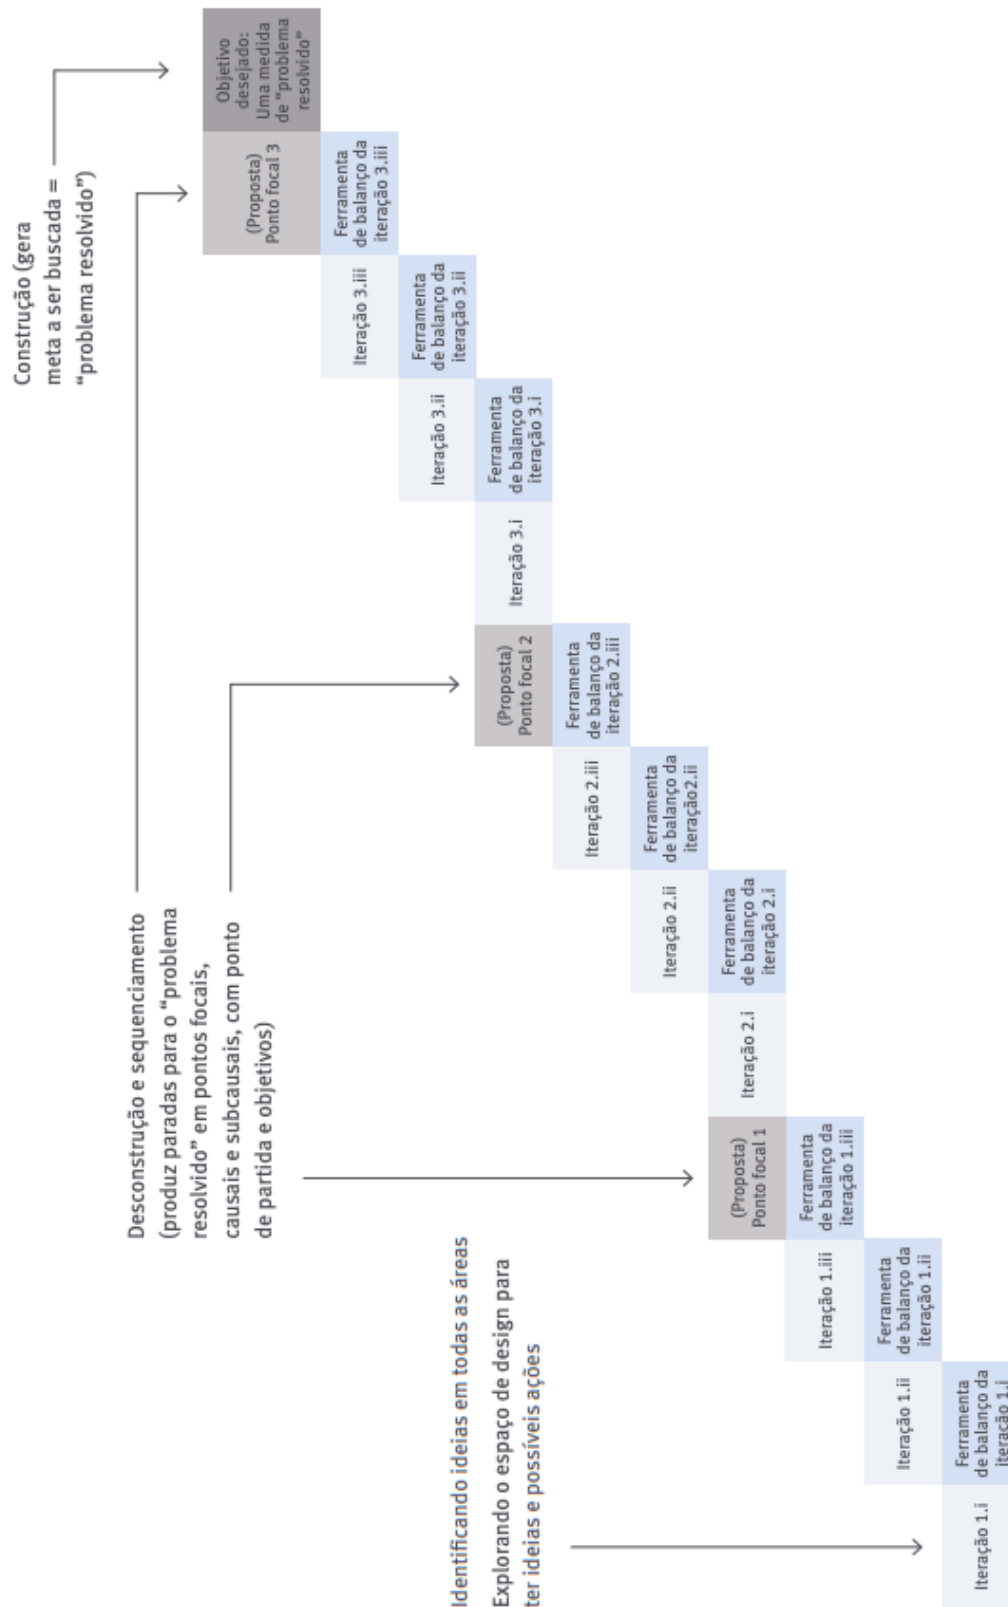 Construção (gera
meta a ser buscada =
“problema resolvido”)
Desconstrução e sequenciamento
(produz paradas para o “problema
resolvido” em pontos focais,
causais e subcausais, com ponto
de partida e objetivos)
Identificando ideias em todas as áreas
Explorando o espaço de design para
ter ideias e possíveis ações
Iteração 1.i
Ferramenta
de balanço da
iteração 1.i
Iteração 1.ii
Ferramenta
de balanço da
iteração 1.ii
Iteração 1.iii
Ferramenta
de balanço da
iteração 1.iii
(Proposta)
Ponto focal 1
Iteração 2.i
Ferramenta
de balanço da
iteração 2.i
Iteração 2.ii
Ferramenta
de balanço da
iteração2.ii
Iteração 2.iii
Ferramenta
de balanço da
iteração 2.iii
(Proposta)
Ponto focal 2
Iteração 3.i
Ferramenta
de balanço da
iteração 3.i
Iteração 3.ii
Ferramenta
de balanço da
iteração 3.ii
Iteração 3.iii
Ferramenta
de balanço da
iteração 3.iii
(Proposta)
Ponto focal 3
Objetivo
desejado:
Uma medida
de “problema
resolvido”